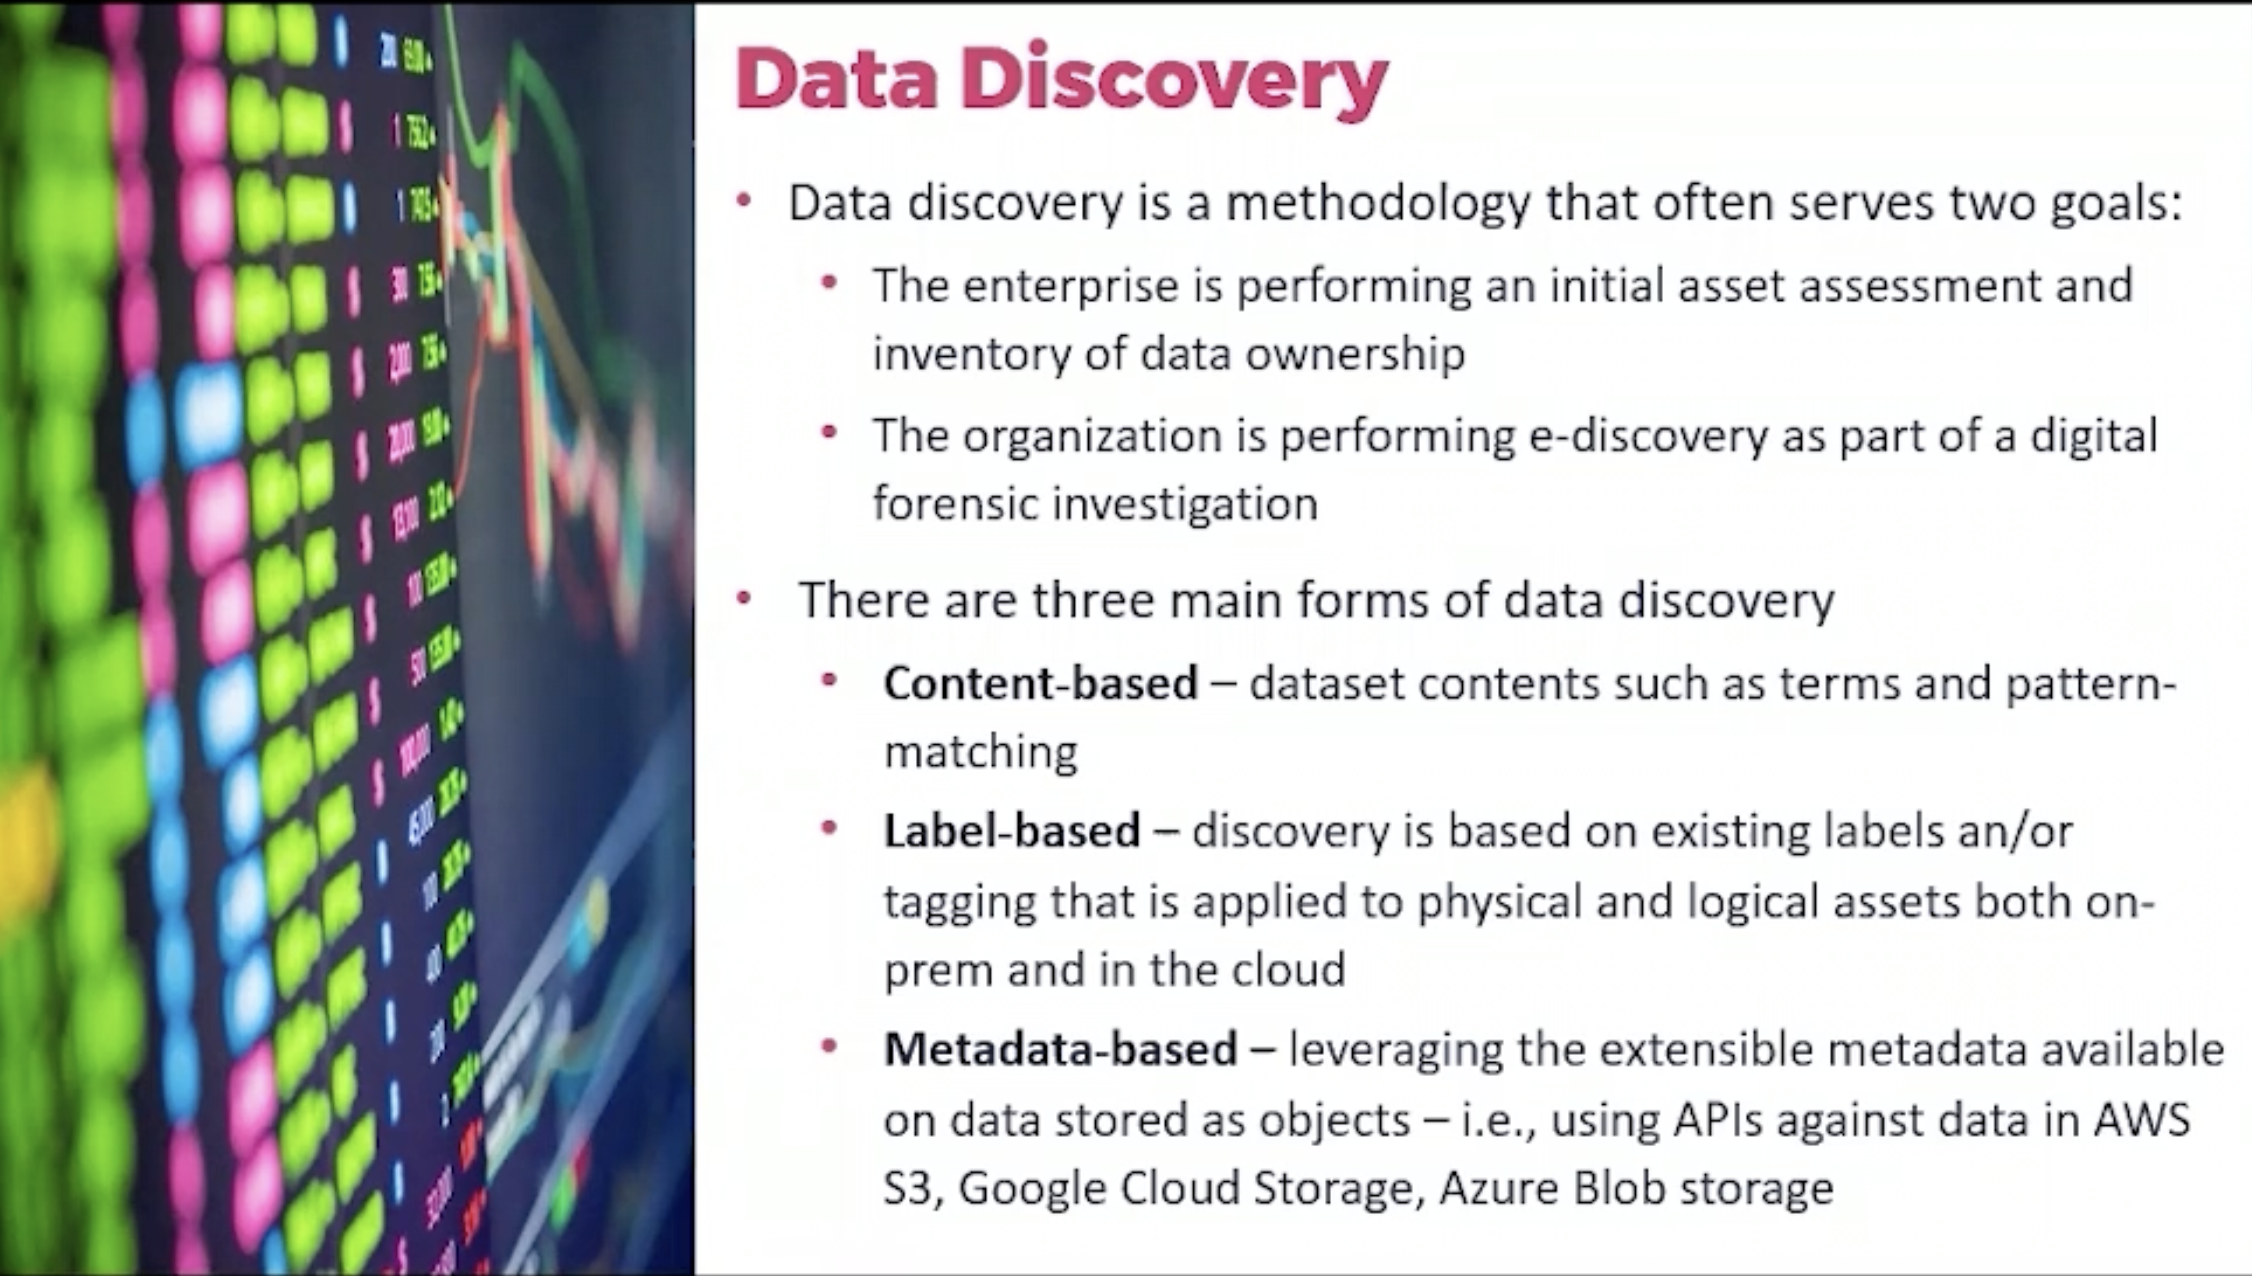 Data Discovery
• Data discovery is a methodology that often serves two goals:
• The enterprise is performing an initial asset assessment and
inventory of data ownership
• The organization is performing e-discovery as part of a digital
forensic investigation
• There are three main forms of data discovery
• Content-based – dataset contents such as terms and pattern-
matching
• Label-based – discovery is based on existing labels an/or
tagging that is applied to physical and logical assets both on-
prem and in the cloud
• Metadata-based – leveraging the extensible metadata available
on data stored as objects – i.e., using APIs against data in AWS
S3, Google Cloud Storage, Azure Blob storage